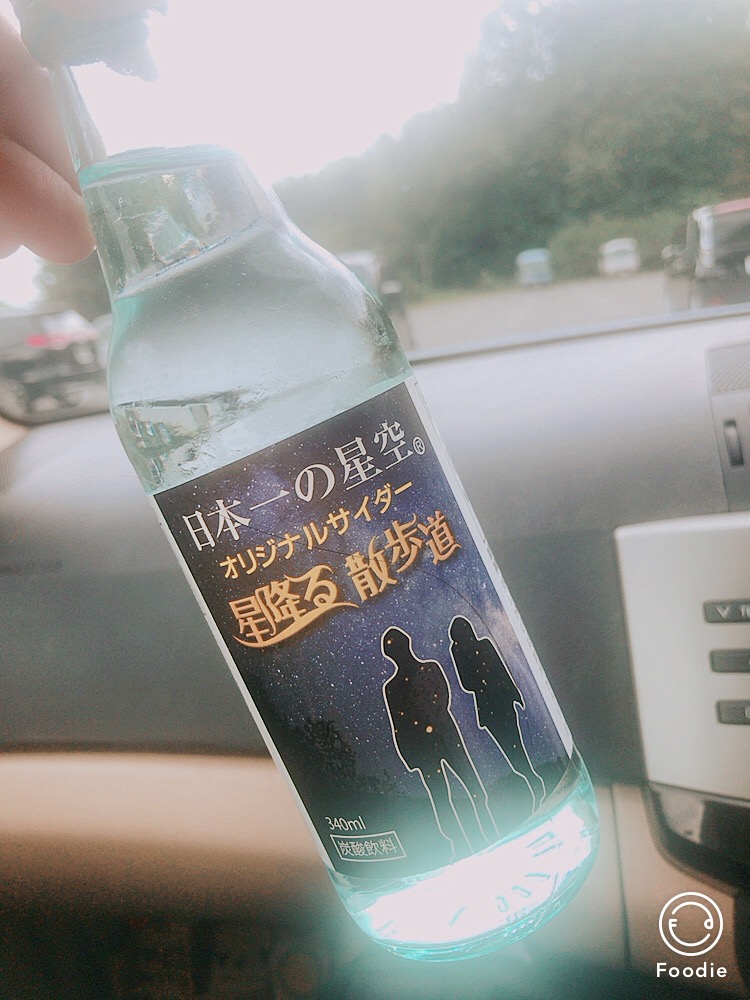 日本一の星空®
オリジナルサイダー
星降る 散歩道
340ml
炭酸飲料
Foodie